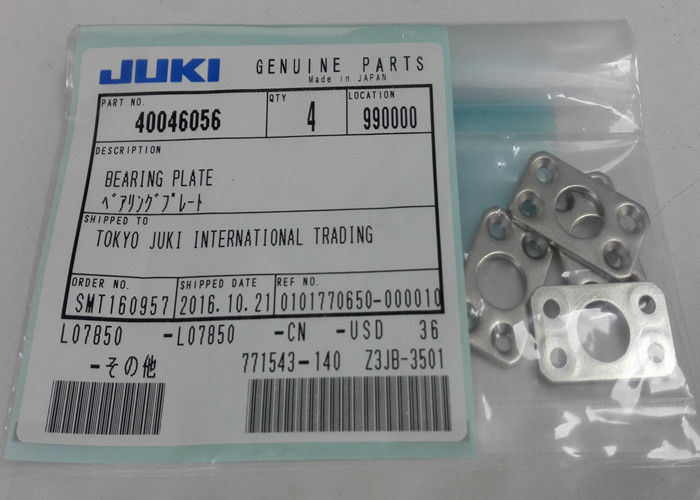 JUKI GENUINE PARTS
Made in JAPAN
PART NO. QTY LOCATION
40046056 4 990000
DESCRIPTION
BEARING PLATE
ﾍﾞｱﾘﾝｸﾞﾌﾟﾚｰﾄ
SHIPPED TO
TOKYO JUKI INTERNATIONAL TRADING
ORDER NO. SHIPPED DATE REF NO.
SMT160957 2016.10.21 0101770650-000010
L07850 -L07850 -CN -USD 36
-その他 771543-140 Z3JB-3501